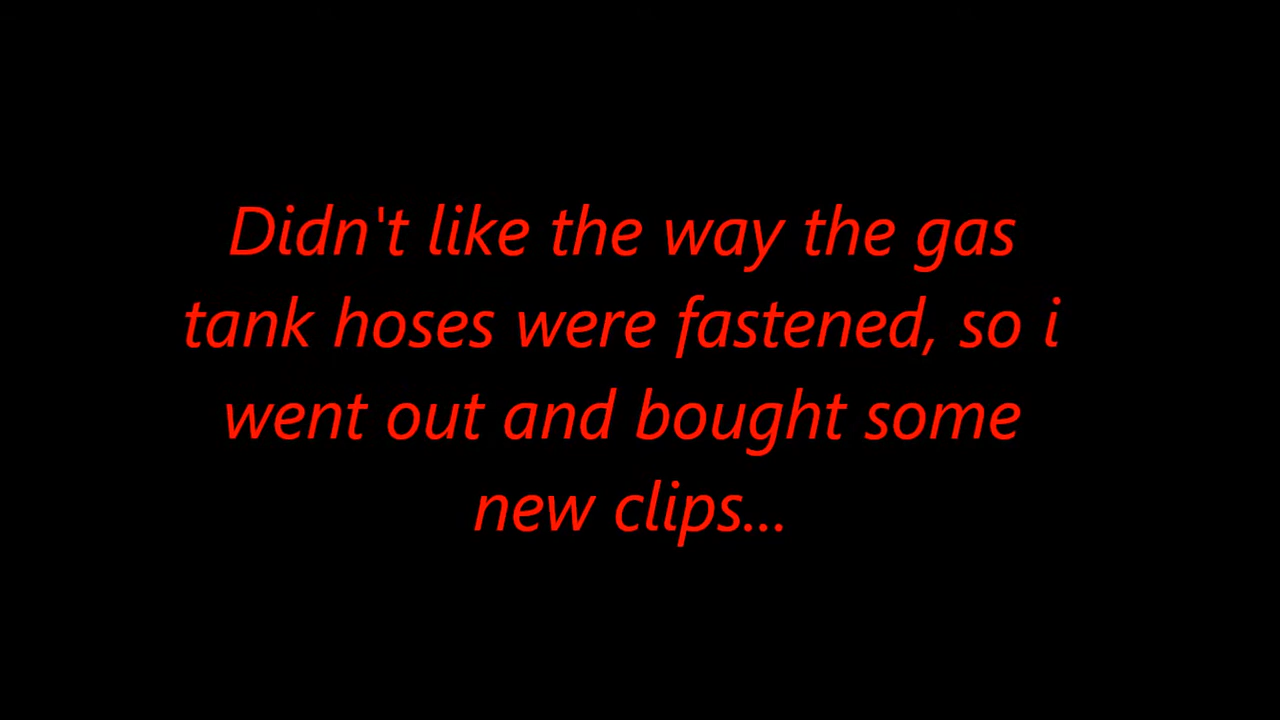 Didn't like the way the gas
tank hoses were fastened, so i
went out and bought some
new clips...